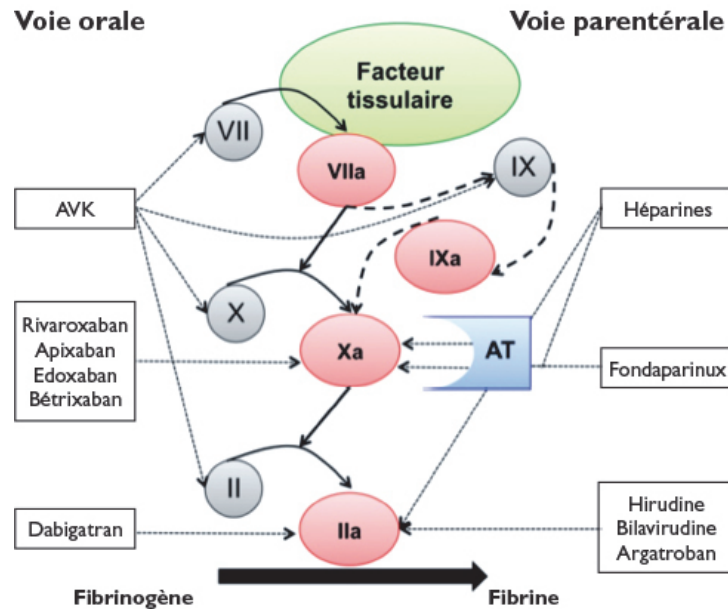 Voie orale
Voie parentérale
Facteur
tissulaire
VII
VIIa
IX
AVK
Héparines
IXa
X
Rivaroxaban
Apixaban
Edoxaban
Bétrixaban
Xa
AT
Fondaparinux
II
Dabigatran
IIa
Hirudine
Bilavirudine
Argatroban
Fibrinogène
Fibrine